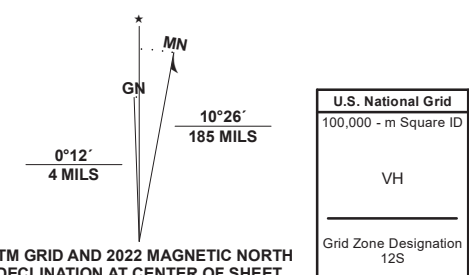 ★
MN
GN
0°12´
4 MILS
10°26´
185 MILS
TM GRID AND 2022 MAGNETIC NORTH
DECLINATION AT CENTER OF SHEET
U.S. National Grid
100,000 - m Square ID
VH
Grid Zone Designation
12S